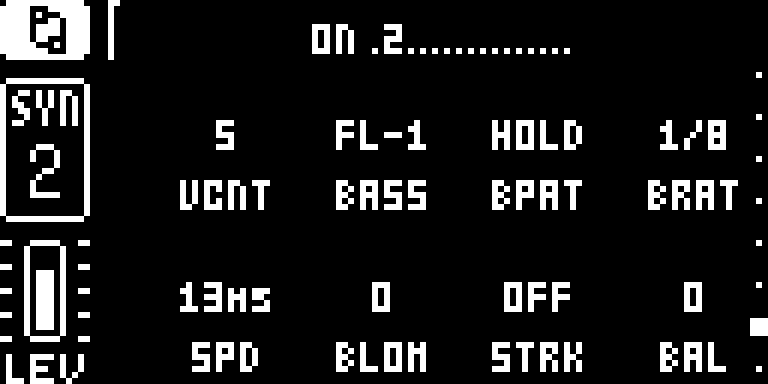 ON .2..............
SYN
2
5 FL-1 HOLD 1/8
VCNT BASS BPAT BRAT
13ms 0 OFF 0
SPD BLOM STRK BAL
LEV